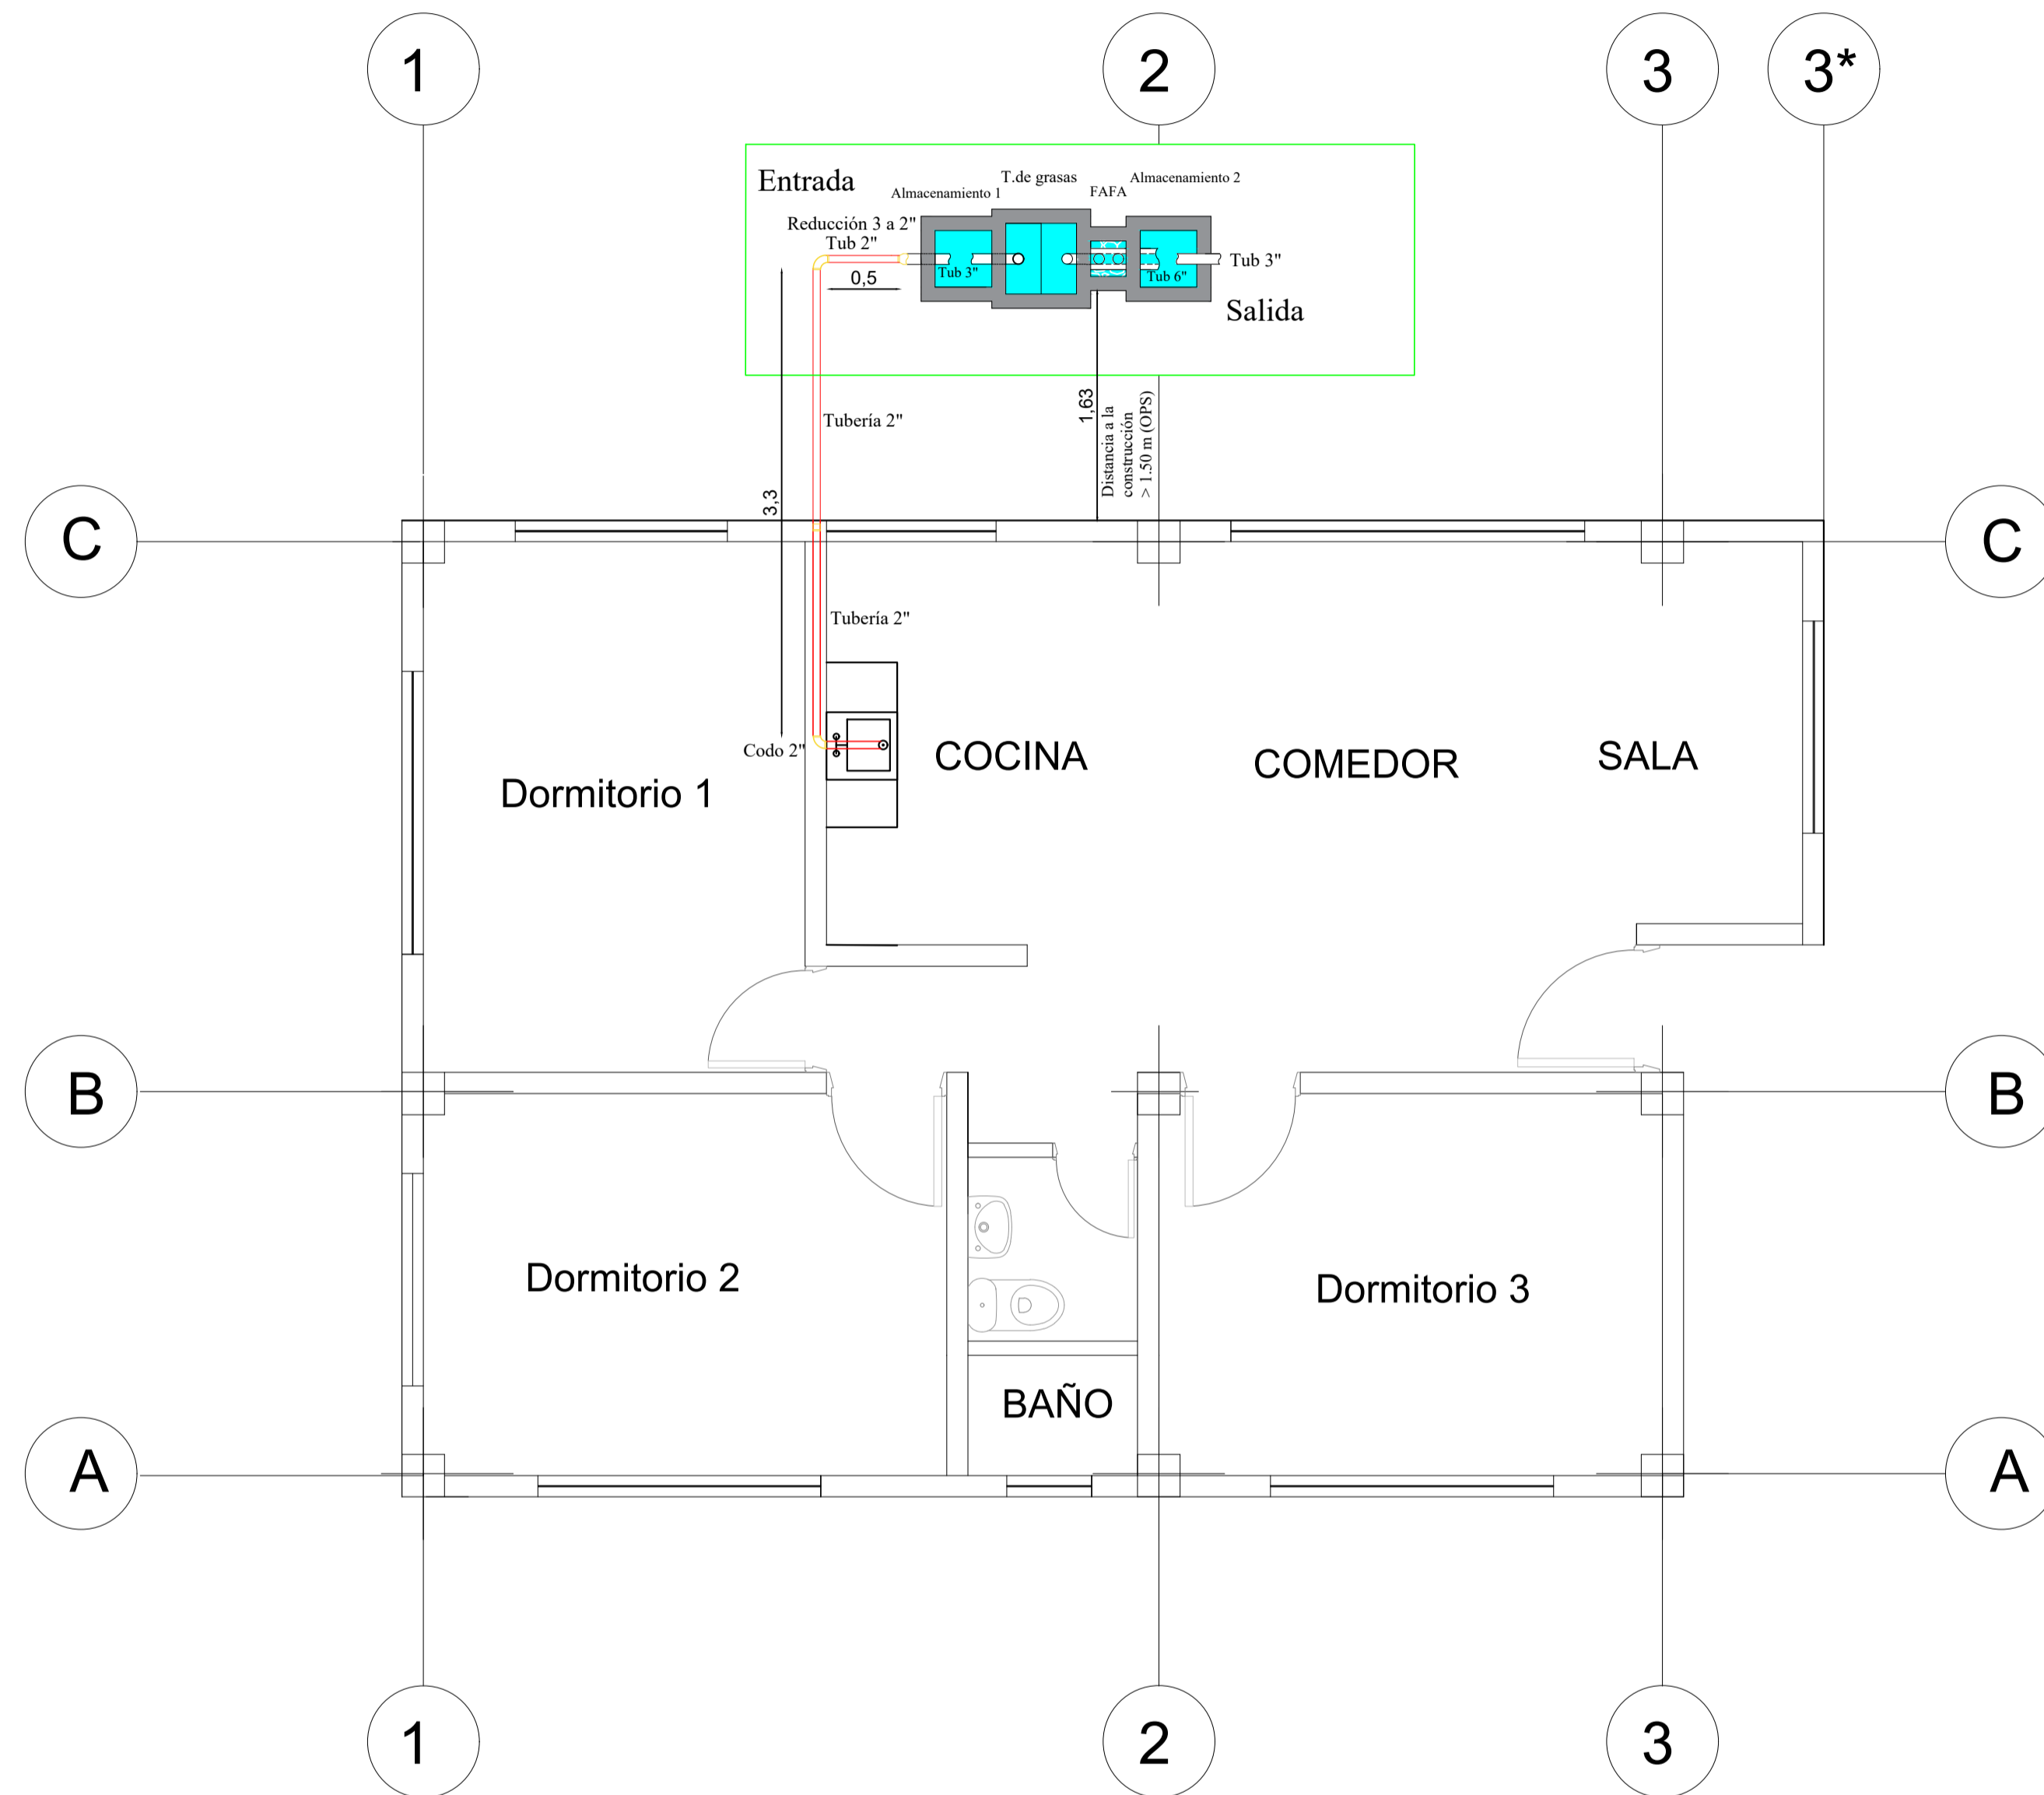 1
2
3
3*
Entrada
Almacenamiento 1
T.de grasas
FAFA
Almacenamiento 2
Reducción 3 a 2"
Tub 2"
0,5
Tub 3"
Tub 6"
Tub 3"
Salida
Tubería 2"
3,3
1,63
Distancia a la
construcción
> 1.50 m (OPS)
C
C
Tubería 2"
Codo 2"
COCINA
COMEDOR
SALA
Dormitorio 1
B
B
Dormitorio 2
Dormitorio 3
BAÑO
A
A
1
2
3